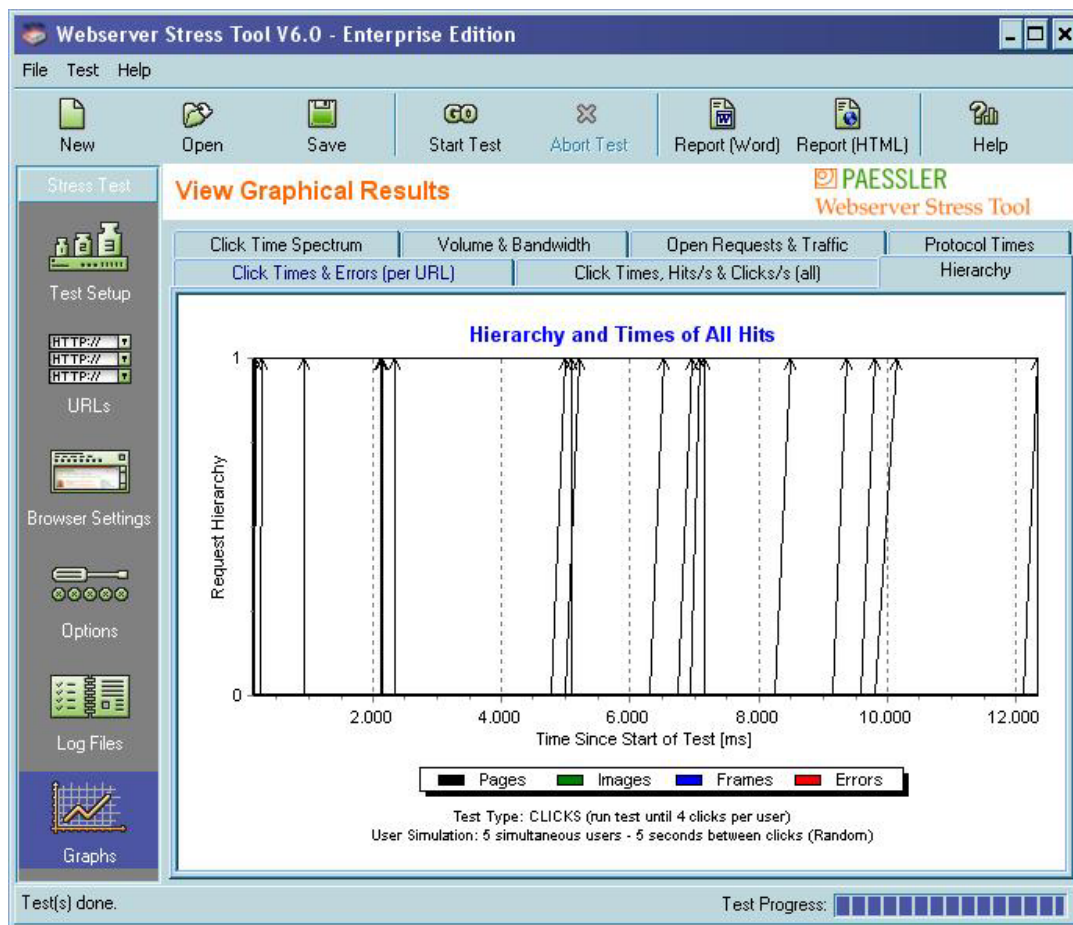 Webserver Stress Tool V6.0 - Enterprise Edition
File Test Help
New Open Save Start Test Abort Test Report (Word) Report (HTML) Help
GO
W
Stress Test
View Graphical Results
PAESSLER
Webserver Stress Tool
Click Time Spectrum Volume & Bandwidth Open Requests & Traffic Protocol Times
Click Times & Errors (per URL) Click Times, Hits/s & Clicks/s (all) Hierarchy
1 2 3
Test Setup
HTTP://
HTTP://
HTTP://
URLs
Browser Settings
Options
Log Files
Graphs
Hierarchy and Times of All Hits
1
Request Hierarchy
0
2.000 4.000 6.000 8.000 10.000 12.000
Time Since Start of Test [ms]
Pages Images Frames Errors
Test Type: CLICKS (run test until 4 clicks per user)
User Simulation: 5 simultaneous users - 5 seconds between clicks (Random)
Test(s) done. Test Progress: